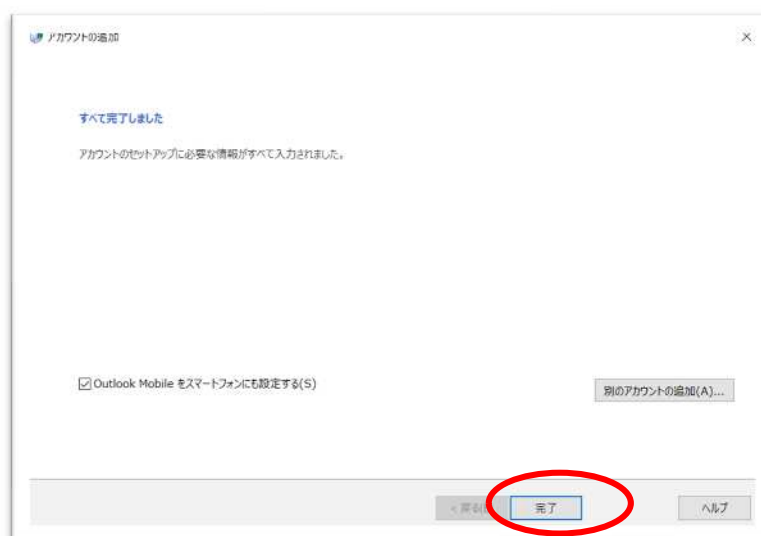 アカウントの追加
すべて完了しました
アカウントのセットアップに必要な情報がすべて入力されました。
Outlook Mobile をスマートフォンにも設定する(S)
別のアカウントの追加(A)...
< 戻る(
完了
ヘルプ